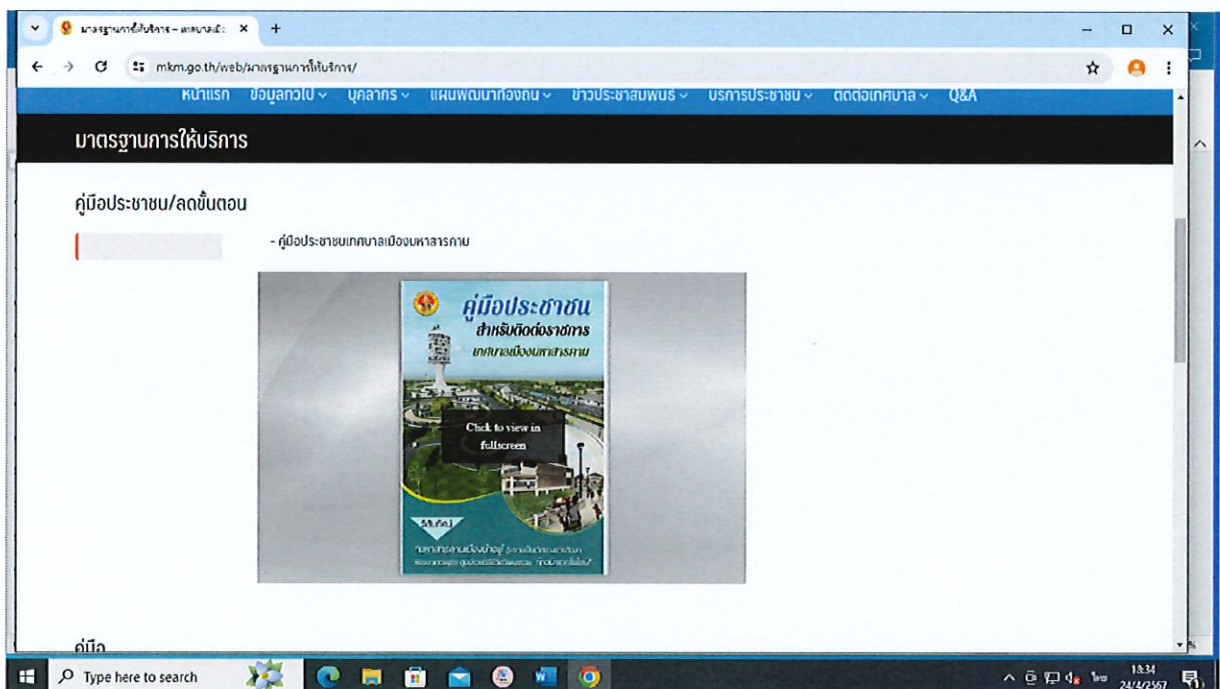 มาตรฐานการให้บริการ – เทศบาลเมือ
mkm.go.th/web/มาตรฐานการให้บริการ/
หน้าแรก ข้อมูลทั่วไป บุคลากร แผนพัฒนาท้องถิ่น ข่าวประชาสัมพันธ์ บริการประชาชน ติดต่อเทศบาล Q&A
มาตรฐานการให้บริการ
คู่มือประชาชน/ลดขั้นตอน
- คู่มือประชาชนเทศบาลเมืองมหาสารคาม
คู่มือประชาชน
สำหรับติดต่อราชการ
เทศบาลเมืองมหาสารคาม
Click to view in
fullscreen
วิสัยทัศน์
คู่มือ
Type here to search
ไทย
18:34
24/4/2567